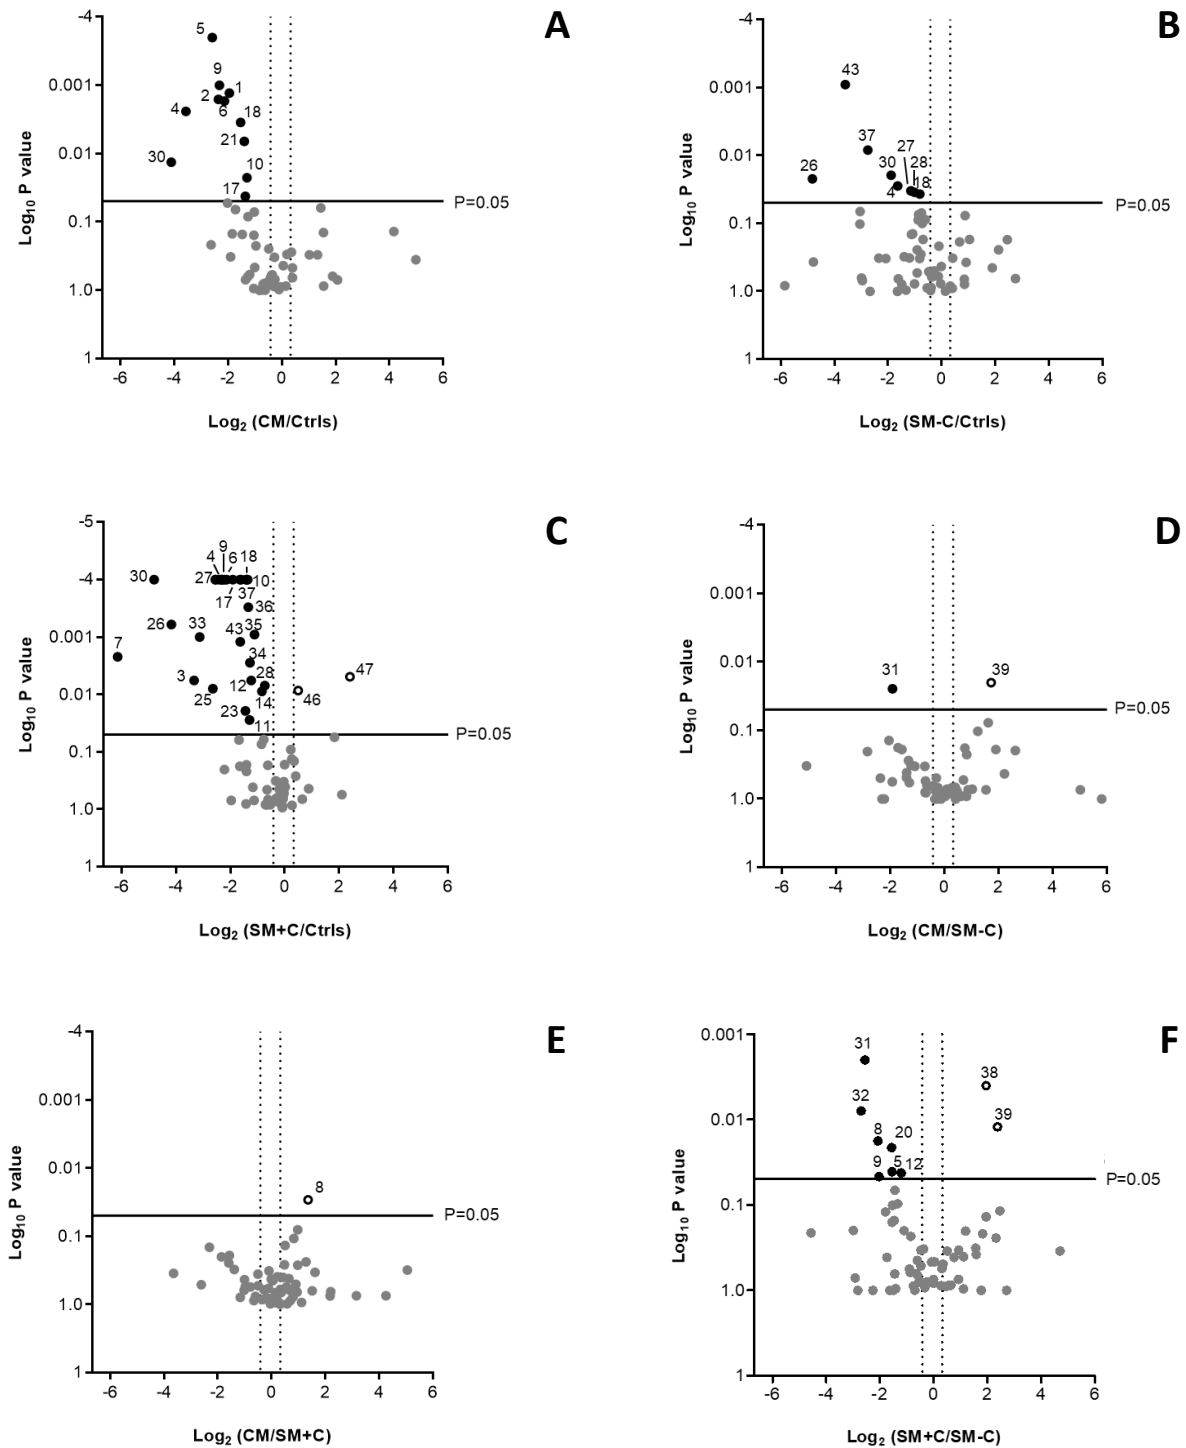 A
-4
0.001
0.01
0.1
1.0
1
Log10 P value
5
9
1
2
6
4
18
21
30
10
17
P=0.05
-6 -4 -2 0 2 4 6
Log2 (CM/Ctrls)
B
-4
0.001
0.01
0.1
1.0
1
Log10 P value
43
37
27
26
30
28
4
18
P=0.05
-6 -4 -2 0 2 4 6
Log2 (SM-C/Ctrls)
C
-5
-4
0.001
0.01
0.1
1.0
1
Log10 P value
9
4 6 18
30
27
10
17
37
36
26
33
43
35
7
34
3
12
28
47
25
14
46
23
11
P=0.05
-6 -4 -2 0 2 4 6
Log2 (SM+C/Ctrls)
D
-4
0.001
0.01
0.1
1.0
1
Log10 P value
31
39
P=0.05
-6 -4 -2 0 2 4 6
Log2 (CM/SM-C)
E
-4
0.001
0.01
0.1
1.0
1
Log10 P value
8
P=0.05
-6 -4 -2 0 2 4 6
Log2 (CM/SM+C)
F
0.001
0.01
0.1
1.0
1
Log10 P value
31
38
32
39
8
20
9
5
12
P=0.05
-6 -4 -2 0 2 4 6
Log2 (SM+C/SM-C)